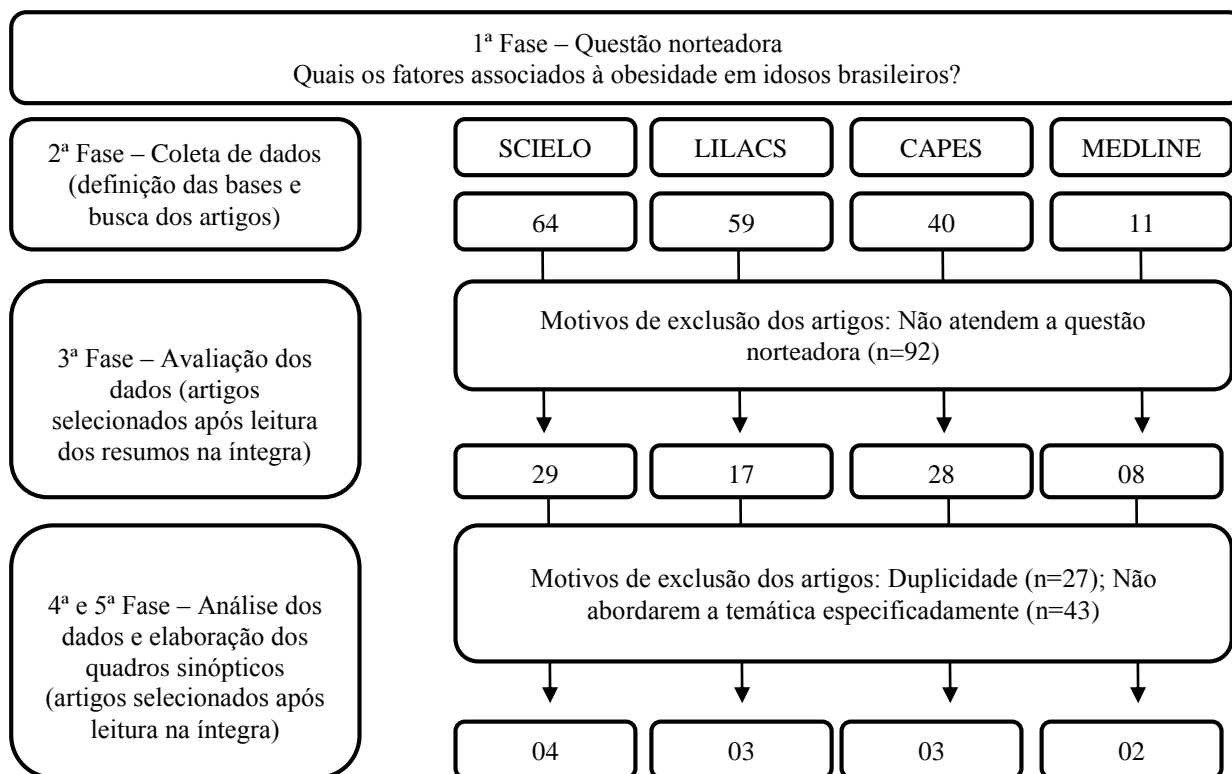 1ª Fase – Questão norteadora
Quais os fatores associados à obesidade em idosos brasileiros?
2ª Fase – Coleta de dados
(definição das bases e
busca dos artigos)
SCIELO
LILACS
CAPES
MEDLINE
64
59
40
11
3ª Fase – Avaliação dos
dados (artigos
selecionados após leitura
dos resumos na íntegra)
Motivos de exclusão dos artigos: Não atendem a questão
norteadora (n=92)
29
17
28
08
4ª e 5ª Fase – Análise dos
dados e elaboração dos
quadros sinópticos
(artigos selecionados após
leitura na íntegra)
Motivos de exclusão dos artigos: Duplicidade (n=27); Não
abordarem a temática especificadamente (n=43)
04
03
03
02